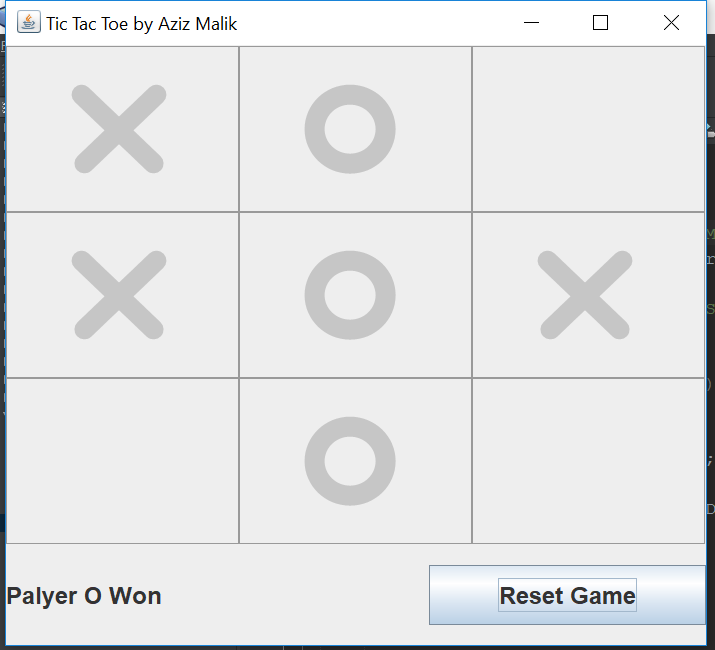 Tic Tac Toe by Aziz Malik
X O
X O X
O
Palyer O Won
Reset Game